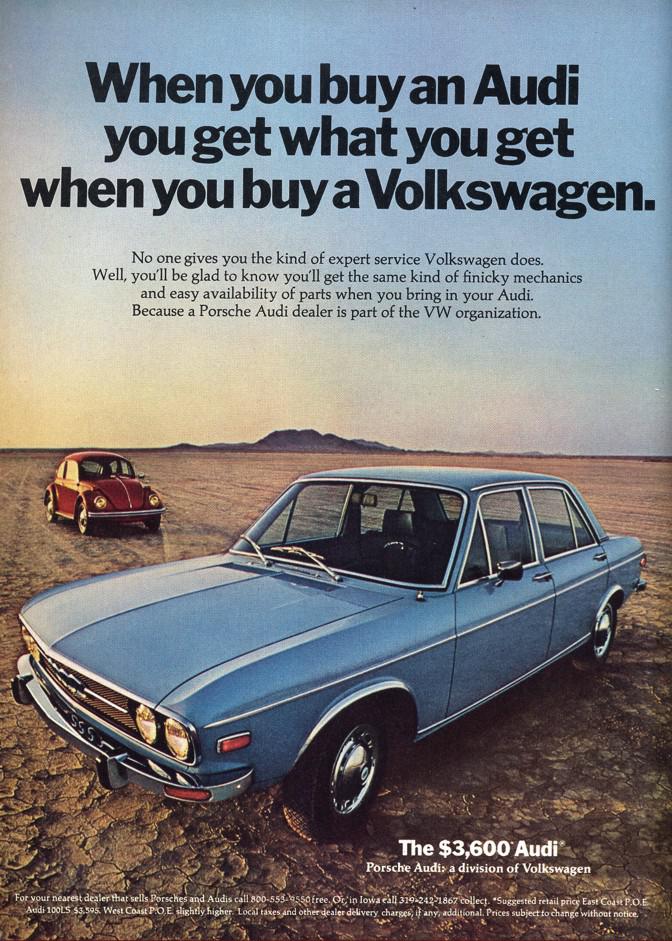 When you buy an Audi
you get what you get
when you buy a Volkswagen.
No one gives you the kind of expert service Volkswagen does.
Well, you'll be glad to know you'll get the same kind of finicky mechanics
and easy availability of parts when you bring in your Audi.
Because a Porsche Audi dealer is part of the VW organization.
The $3,600* Audi®
Porsche Audi: a division of Volkswagen
For your nearest dealer that sells Porsches and Audis call 800-553-9550 free. Or, in Iowa call 319-242-1867 collect. *Suggested retail price East Coast P.O.E.
Audi 100LS $3,595. West Coast P.O.E. slightly higher. Local taxes and other dealer delivery charges, if any, additional. Prices subject to change without notice.